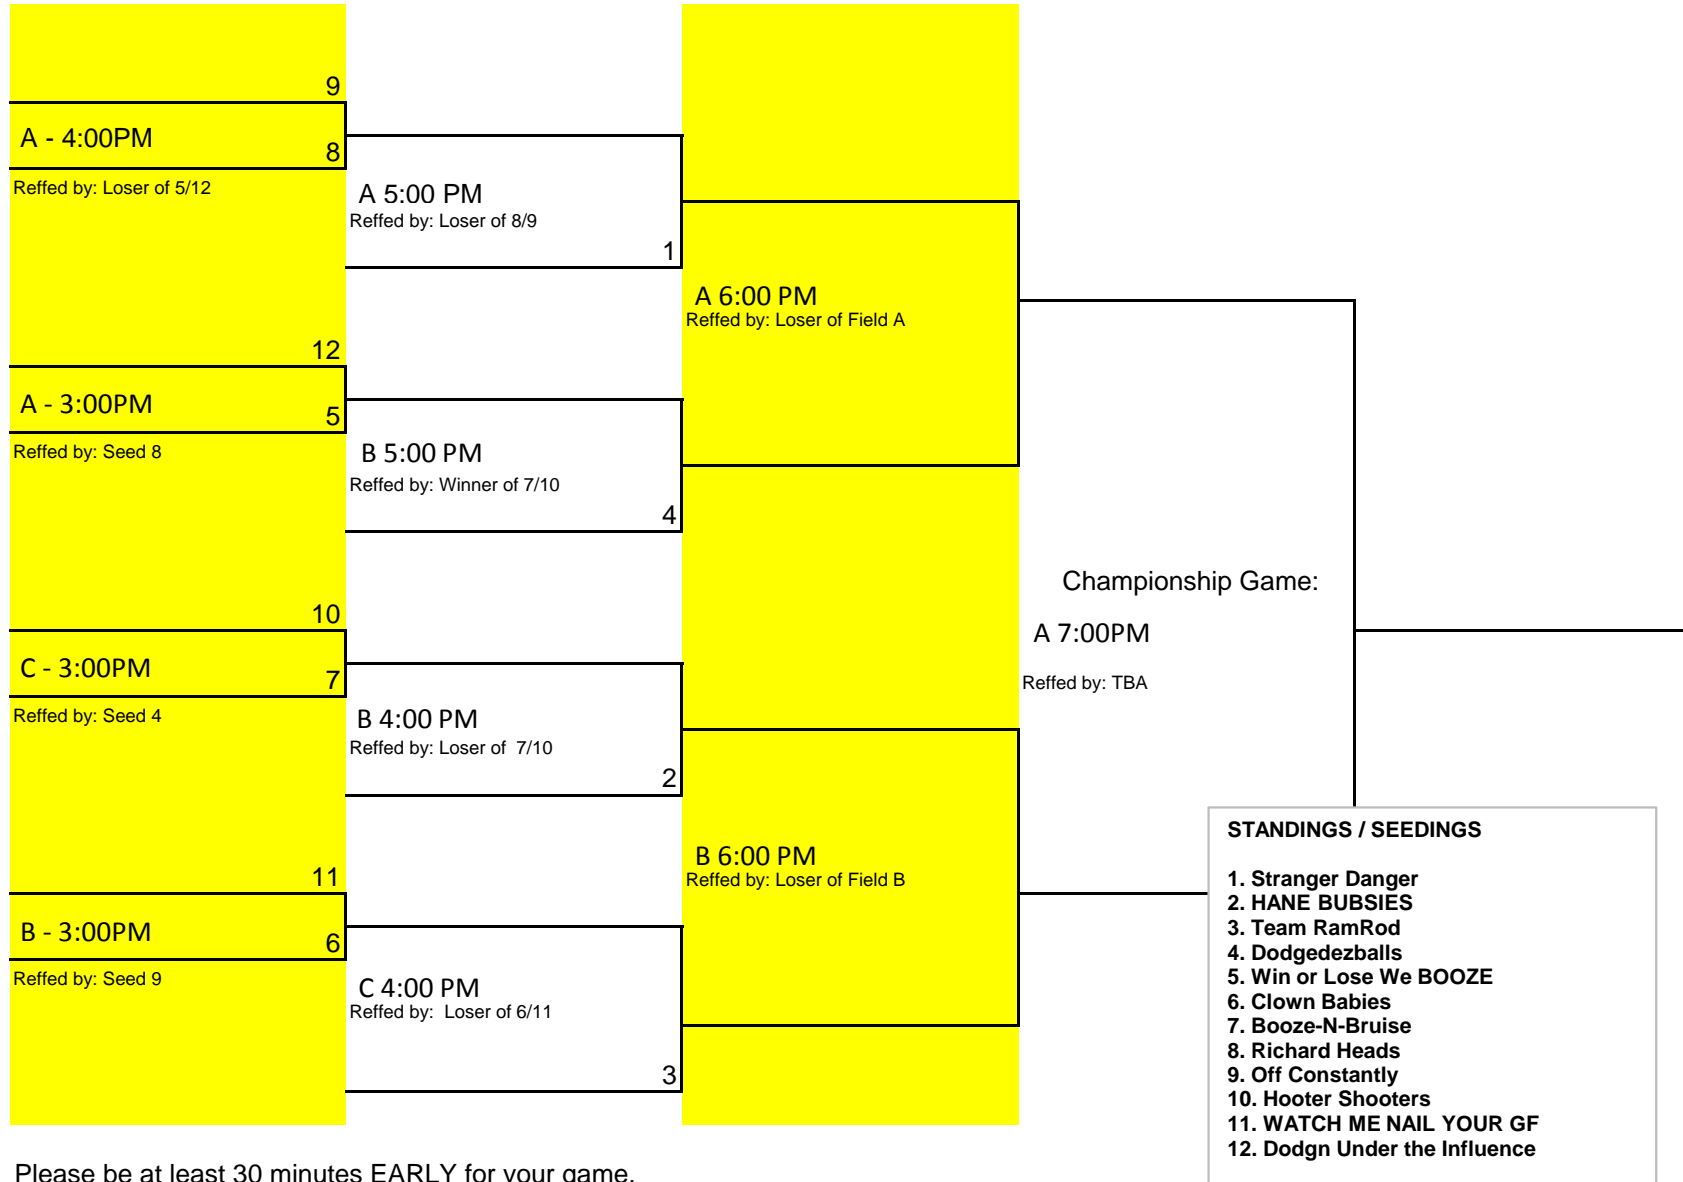 9
A - 4:00PM
8
Reffed by: Loser of 5/12
12
A - 3:00PM
5
Reffed by: Seed 8
10
C - 3:00PM
7
Reffed by: Seed 4
11
B - 3:00PM
6
Reffed by: Seed 9
A 5:00 PM
Reffed by: Loser of 8/9
1
B 5:00 PM
Reffed by: Winner of 7/10
4
B 4:00 PM
Reffed by: Loser of  7/10
2
C 4:00 PM
Reffed by:  Loser of 6/11
3
A 6:00 PM
Reffed by: Loser of Field A
B 6:00 PM
Reffed by: Loser of Field B
Championship Game:
A 7:00PM
Reffed by: TBA
STANDINGS / SEEDINGS
1. Stranger Danger
2. HANE BUBSIES
3. Team RamRod
4. Dodgedezballs
5. Win or Lose We BOOZE
6. Clown Babies
7. Booze-N-Bruise
8. Richard Heads
9. Off Constantly
10. Hooter Shooters
11. WATCH ME NAIL YOUR GF
12. Dodgn Under the Influence
Please be at least 30 minutes EARLY for your game.